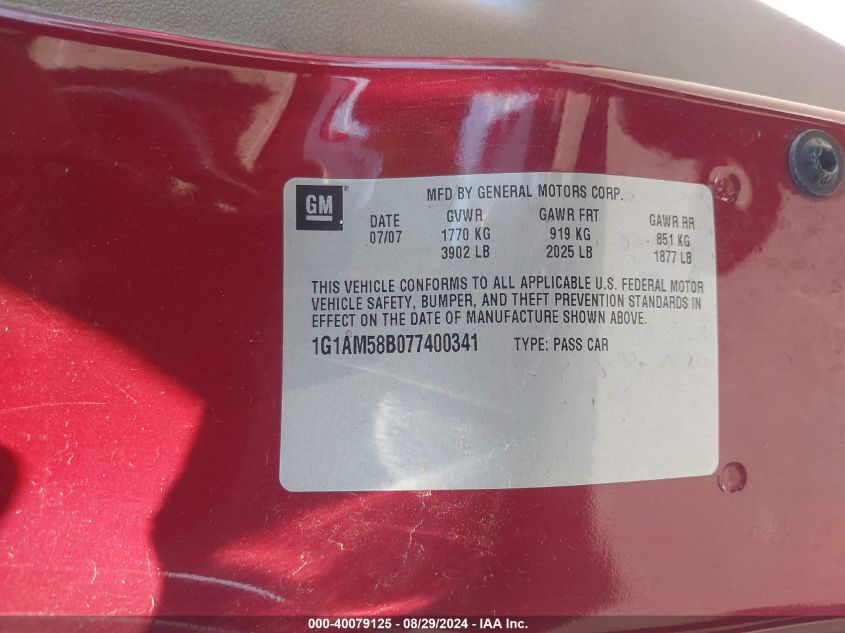 GM
MFD BY GENERAL MOTORS CORP.
DATE GVWR GAWR FRT GAWR RR
07/07 1770 KG 919 KG 851 KG
3902 LB 2025 LB 1877 LB
THIS VEHICLE CONFORMS TO ALL APPLICABLE U.S. FEDERAL MOTOR
VEHICLE SAFETY, BUMPER, AND THEFT PREVENTION STANDARDS IN
EFFECT ON THE DATE OF MANUFACTURE SHOWN ABOVE.
1G1AM58B077400341 TYPE: PASS CAR
000-40079125 - 08/29/2024 - IAA Inc.